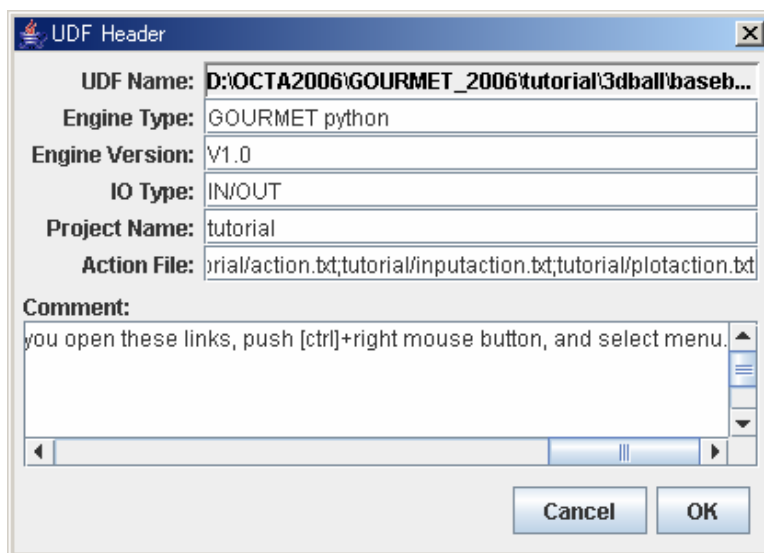 UDF Header
UDF Name: D:\OCTA2006\GOURMET_2006\tutorial\3dball\baseb...
Engine Type: GOURMET python
Engine Version: V1.0
IO Type: IN/OUT
Project Name: tutorial
Action File: orial/action.txt;tutorial/inputaction.txt;tutorial/plotaction.txt
Comment:
you open these links, push [ctrl]+right mouse button, and select menu.
Cancel OK